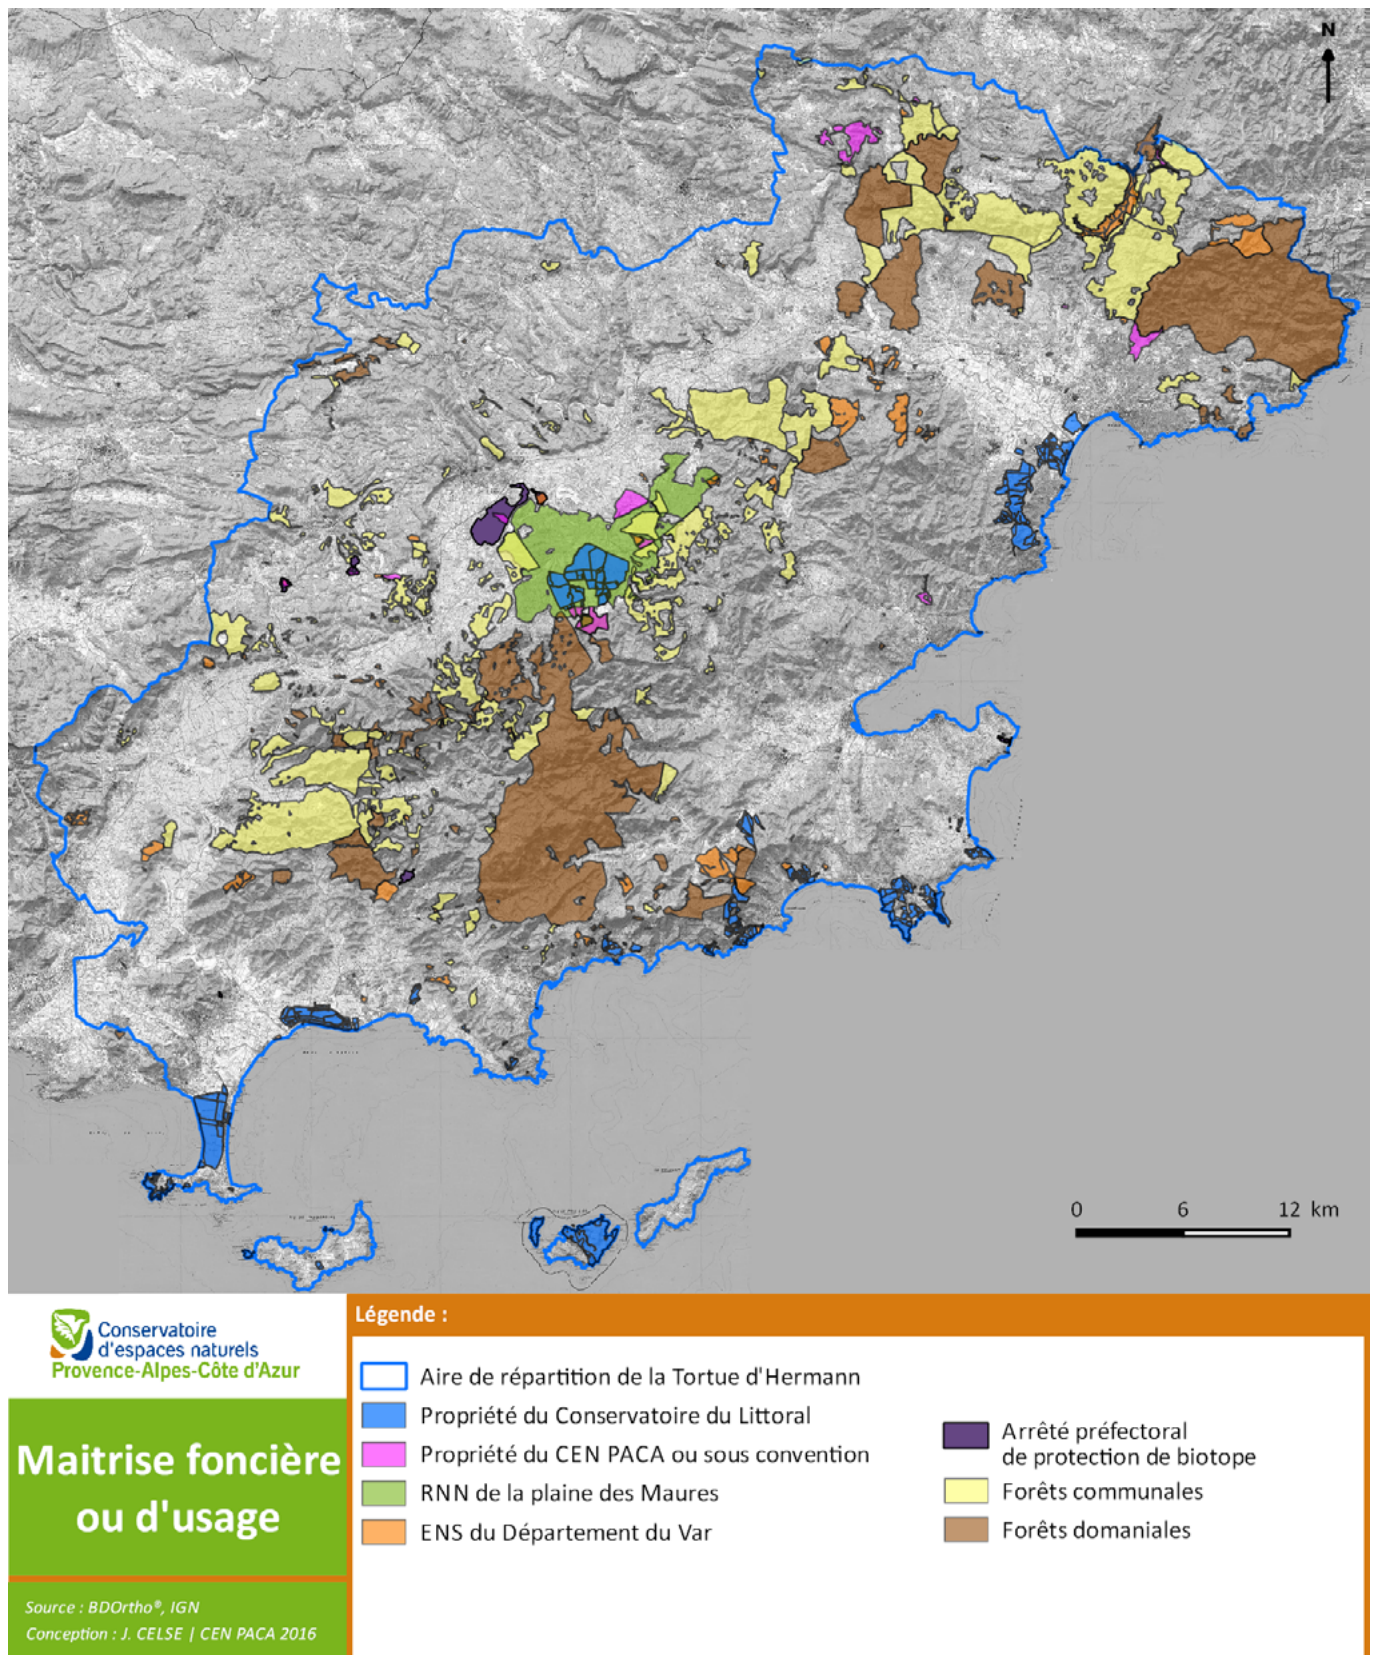 N
0 6 12 km
Conservatoire
d'espaces naturels
Provence-Alpes-Côte d'Azur
Maitrise foncière
ou d'usage
Source : BDOrtho®, IGN
Conception : J. CELSE | CEN PACA 2016
Légende :
Aire de répartition de la Tortue d'Hermann
Propriété du Conservatoire du Littoral
Propriété du CEN PACA ou sous convention
RNN de la plaine des Maures
ENS du Département du Var
Arrêté préfectoral
de protection de biotope
Forêts communales
Forêts domaniales